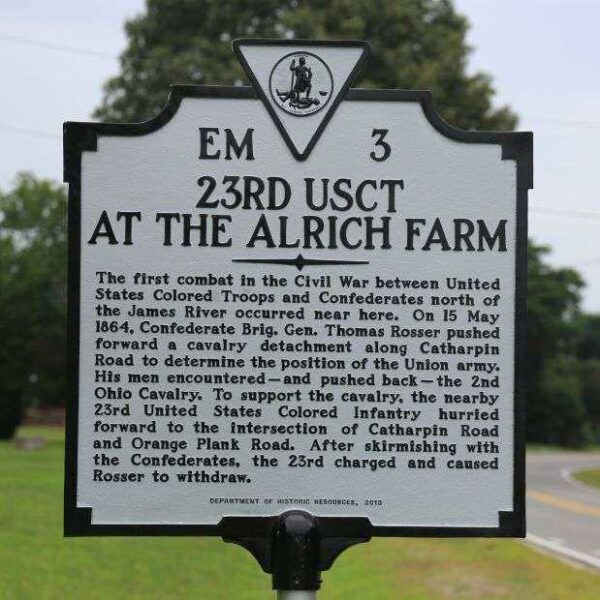 EM 3
23RD USCT
AT THE ALRICH FARM
The first combat in the Civil War between United
States Colored Troops and Confederates north of
the James River occurred near here. On 15 May
1864, Confederate Brig. Gen. Thomas Rosser pushed
forward a cavalry detachment along Catharpin
Road to determine the position of the Union army.
His men encountered—and pushed back—the 2nd
Ohio Cavalry. To support the cavalry, the nearby
23rd United States Colored Infantry hurried
forward to the intersection of Catharpin Road
and Orange Plank Road. After skirmishing with
the Confederates, the 23rd charged and caused
Rosser to withdraw.
DEPARTMENT OF HISTORIC RESOURCES, 2013